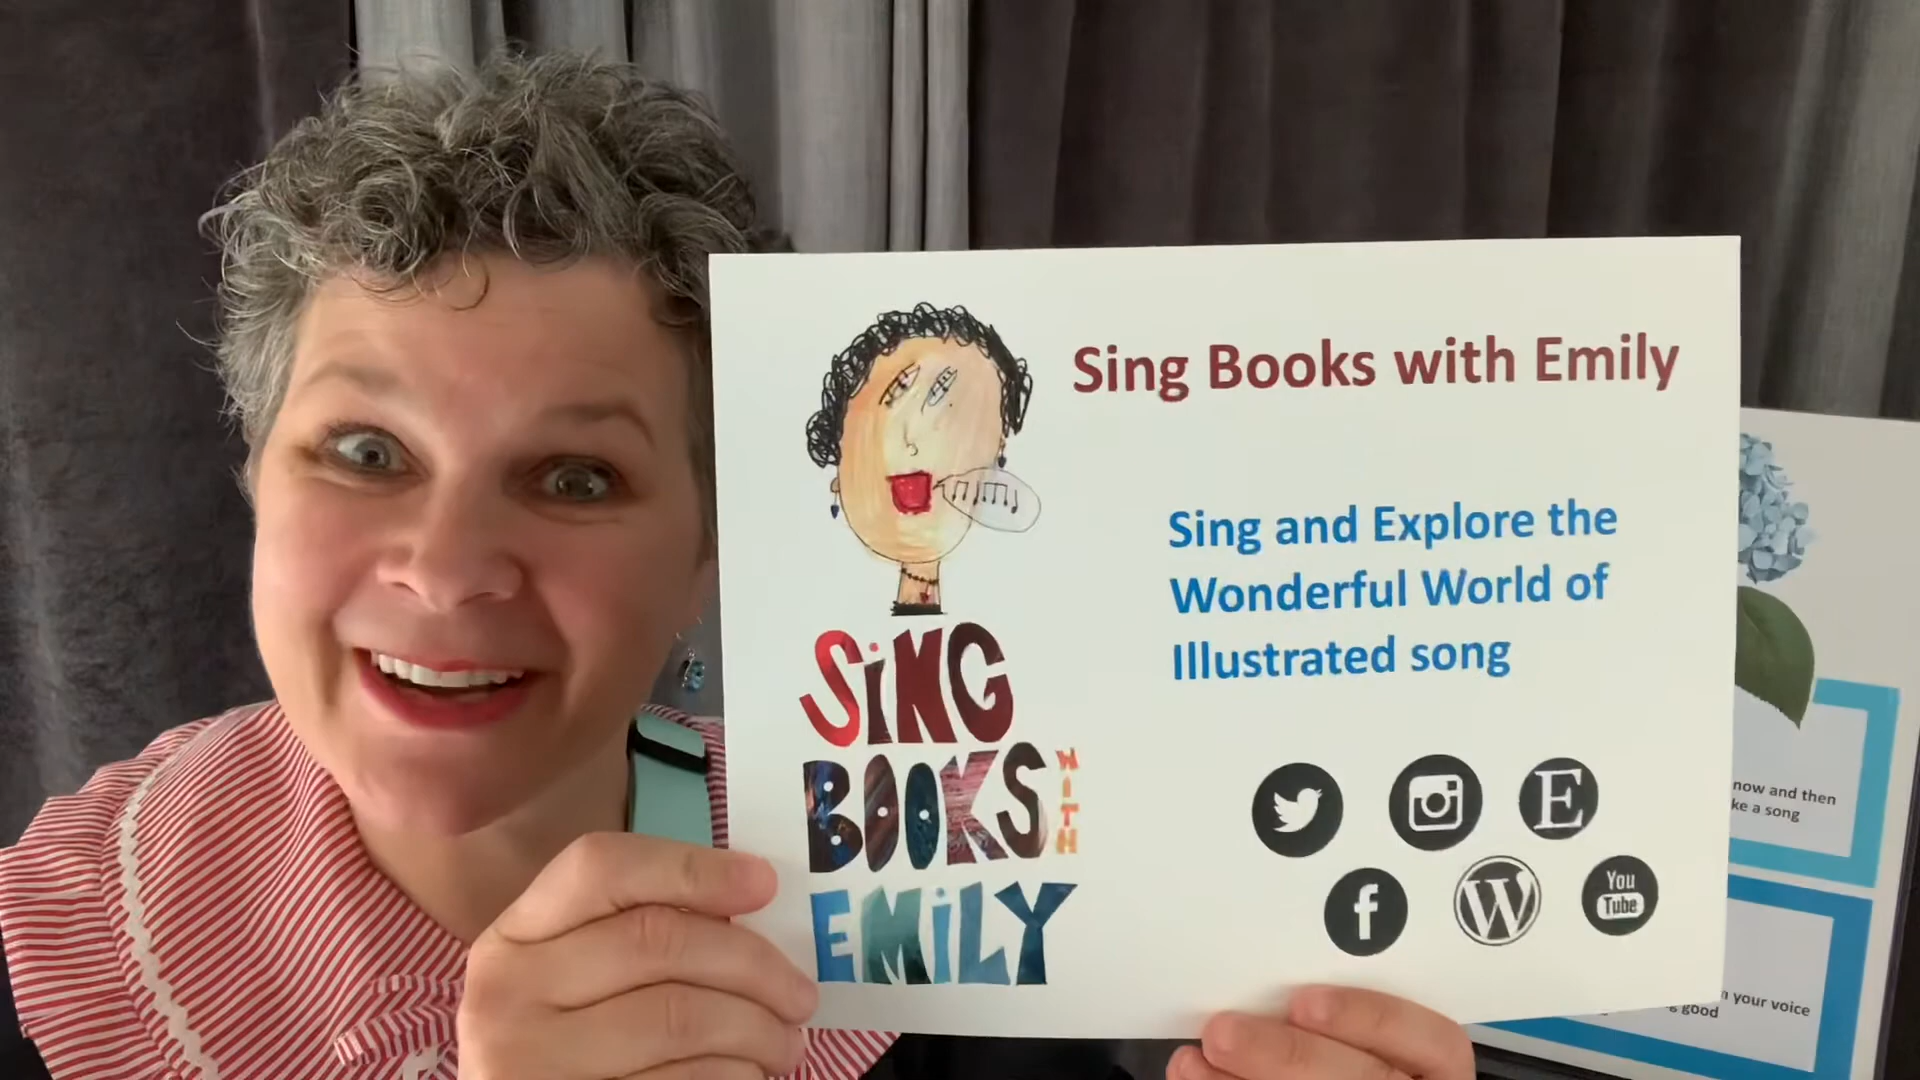 Sing Books with Emily
Sing and Explore the
Wonderful World of
Illustrated song
SiNG
BOOKS WITH
EMiLY
E
f
W
You
Tube
now and then
ke a song
your voice
good